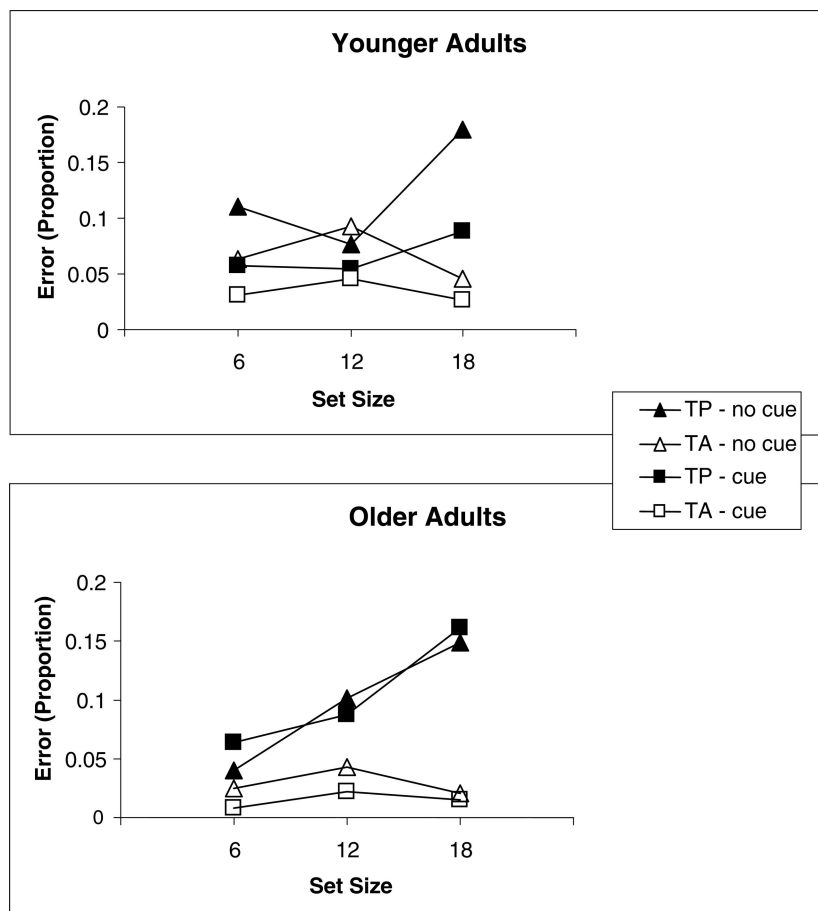 Younger Adults
0.2
0.15
0.1
0.05
0
Error (Proportion)
6 12 18
Set Size
TP - no cue
TA - no cue
TP - cue
TA - cue
Older Adults
0.2
0.15
0.1
0.05
0
Error (Proportion)
6 12 18
Set Size